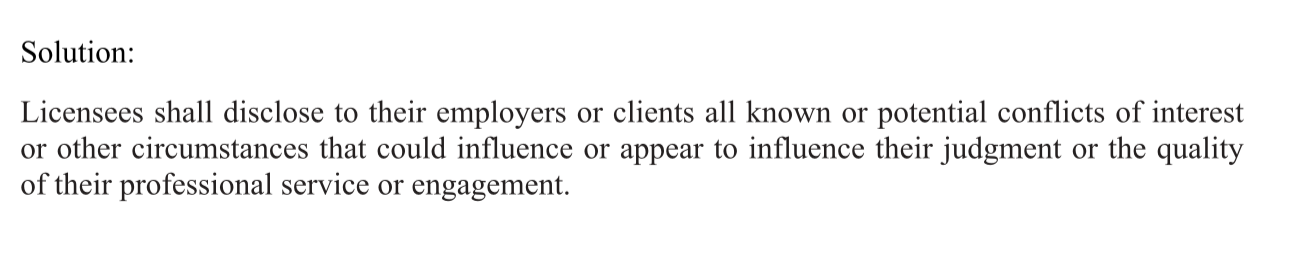 Solution:
Licensees shall disclose to their employers or clients all known or potential conflicts of interest
or other circumstances that could influence or appear to influence their judgment or the quality
of their professional service or engagement.